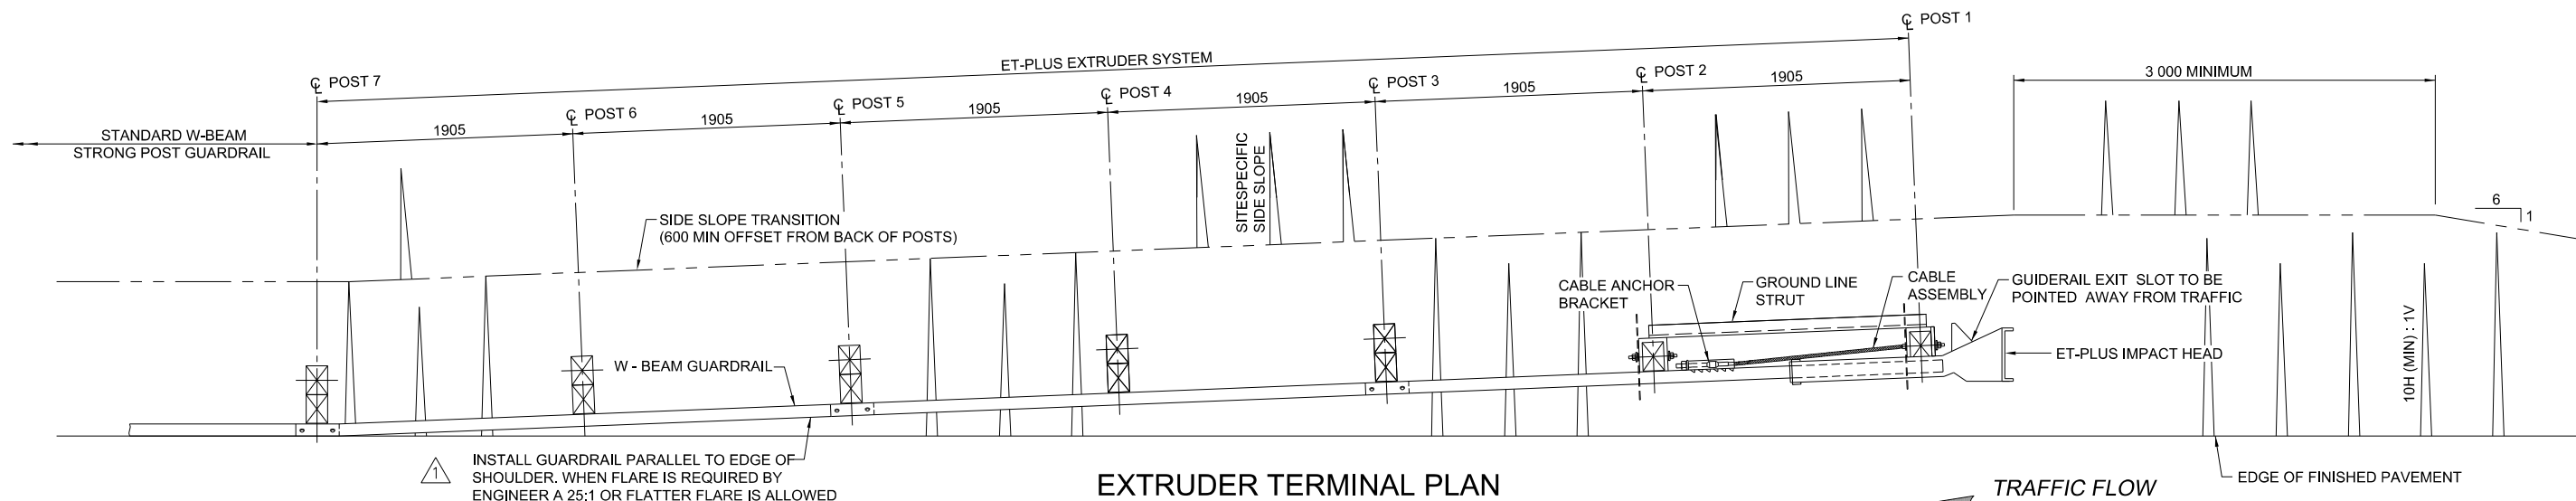 ℄ POST 1
ET-PLUS EXTRUDER SYSTEM
℄ POST 7
℄ POST 6
℄ POST 5
℄ POST 4
℄ POST 3
℄ POST 2
3 000 MINIMUM
1905
1905
1905
1905
1905
1905
STANDARD W-BEAM
STRONG POST GUARDRAIL
SITESPECIFIC
SIDE SLOPE
SIDE SLOPE TRANSITION
(600 MIN OFFSET FROM BACK OF POSTS)
6
1
CABLE ANCHOR
BRACKET
GROUND LINE
STRUT
CABLE
ASSEMBLY
GUIDERAIL EXIT SLOT TO BE
POINTED AWAY FROM TRAFFIC
W - BEAM GUARDRAIL
ET-PLUS IMPACT HEAD
10H (MIN) : 1V
1
INSTALL GUARDRAIL PARALLEL TO EDGE OF
SHOULDER. WHEN FLARE IS REQUIRED BY
ENGINEER A 25:1 OR FLATTER FLARE IS ALLOWED
EXTRUDER TERMINAL PLAN
EDGE OF FINISHED PAVEMENT
TRAFFIC FLOW